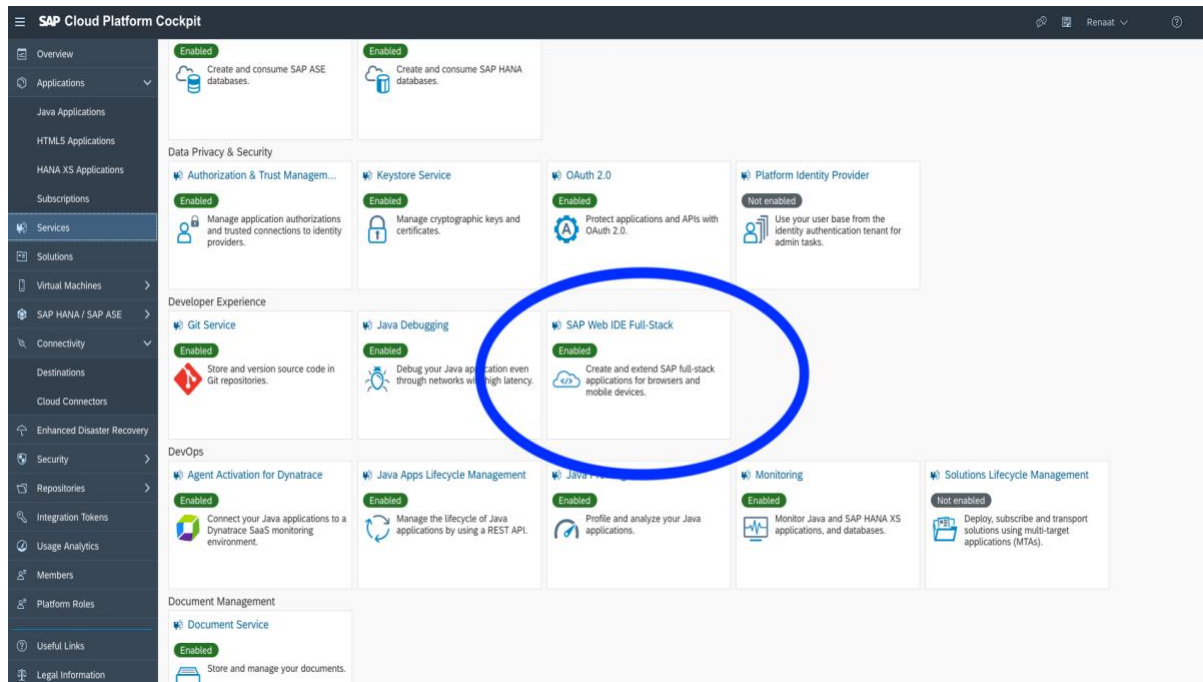 SAP Cloud Platform Cockpit
Renaat
Overview
Applications
Java Applications
HTML5 Applications
HANA XS Applications
Subscriptions
Services
Solutions
Virtual Machines
SAP HANA / SAP ASE
Connectivity
Destinations
Cloud Connectors
Enhanced Disaster Recovery
Security
Repositories
Integration Tokens
Usage Analytics
Members
Platform Roles
Useful Links
Legal Information
Enabled
Create and consume SAP ASE
databases.
Enabled
Create and consume SAP HANA
databases.
Data Privacy & Security
Authorization & Trust Managem...
Enabled
Manage application authorizations
and trusted connections to identity
providers.
Keystore Service
Enabled
Manage cryptographic keys and
certificates.
OAuth 2.0
Enabled
Protect applications and APIs with
OAuth 2.0.
Platform Identity Provider
Not enabled
Use your user base from the
identity authentication tenant for
admin tasks.
Developer Experience
Git Service
Enabled
Store and version source code in
Git repositories.
Java Debugging
Enabled
Debug your Java application even
through networks with high latency.
SAP Web IDE Full-Stack
Enabled
Create and extend SAP full-stack
applications for browsers and
mobile devices.
DevOps
Agent Activation for Dynatrace
Enabled
Connect your Java applications to a
Dynatrace SaaS monitoring
environment.
Java Apps Lifecycle Management
Enabled
Manage the lifecycle of Java
applications by using a REST API.
Java
Enabled
Profile and analyze your Java
applications.
Monitoring
Enabled
Monitor Java and SAP HANA XS
applications, and databases.
Solutions Lifecycle Management
Not enabled
Deploy, subscribe and transport
solutions using multi-target
applications (MTAs).
Document Management
Document Service
Enabled
Store and manage your documents.